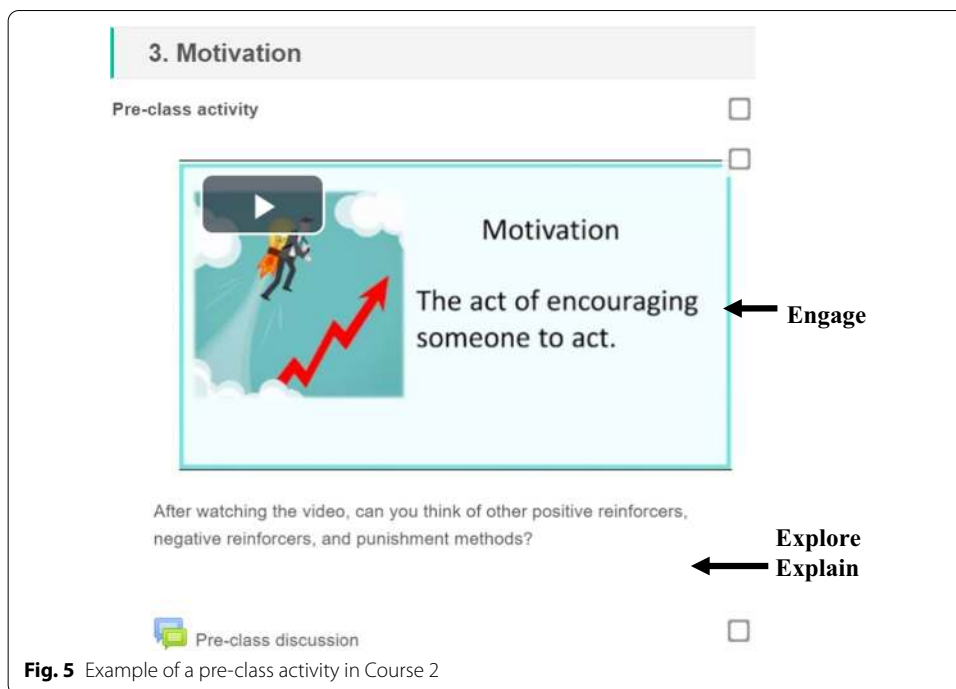 3. Motivation
Pre-class activity
Motivation
The act of encouraging
someone to act.
Engage
After watching the video, can you think of other positive reinforcers,
negative reinforcers, and punishment methods?
Explore
Explain
Pre-class discussion
Fig. 5 Example of a pre-class activity in Course 2